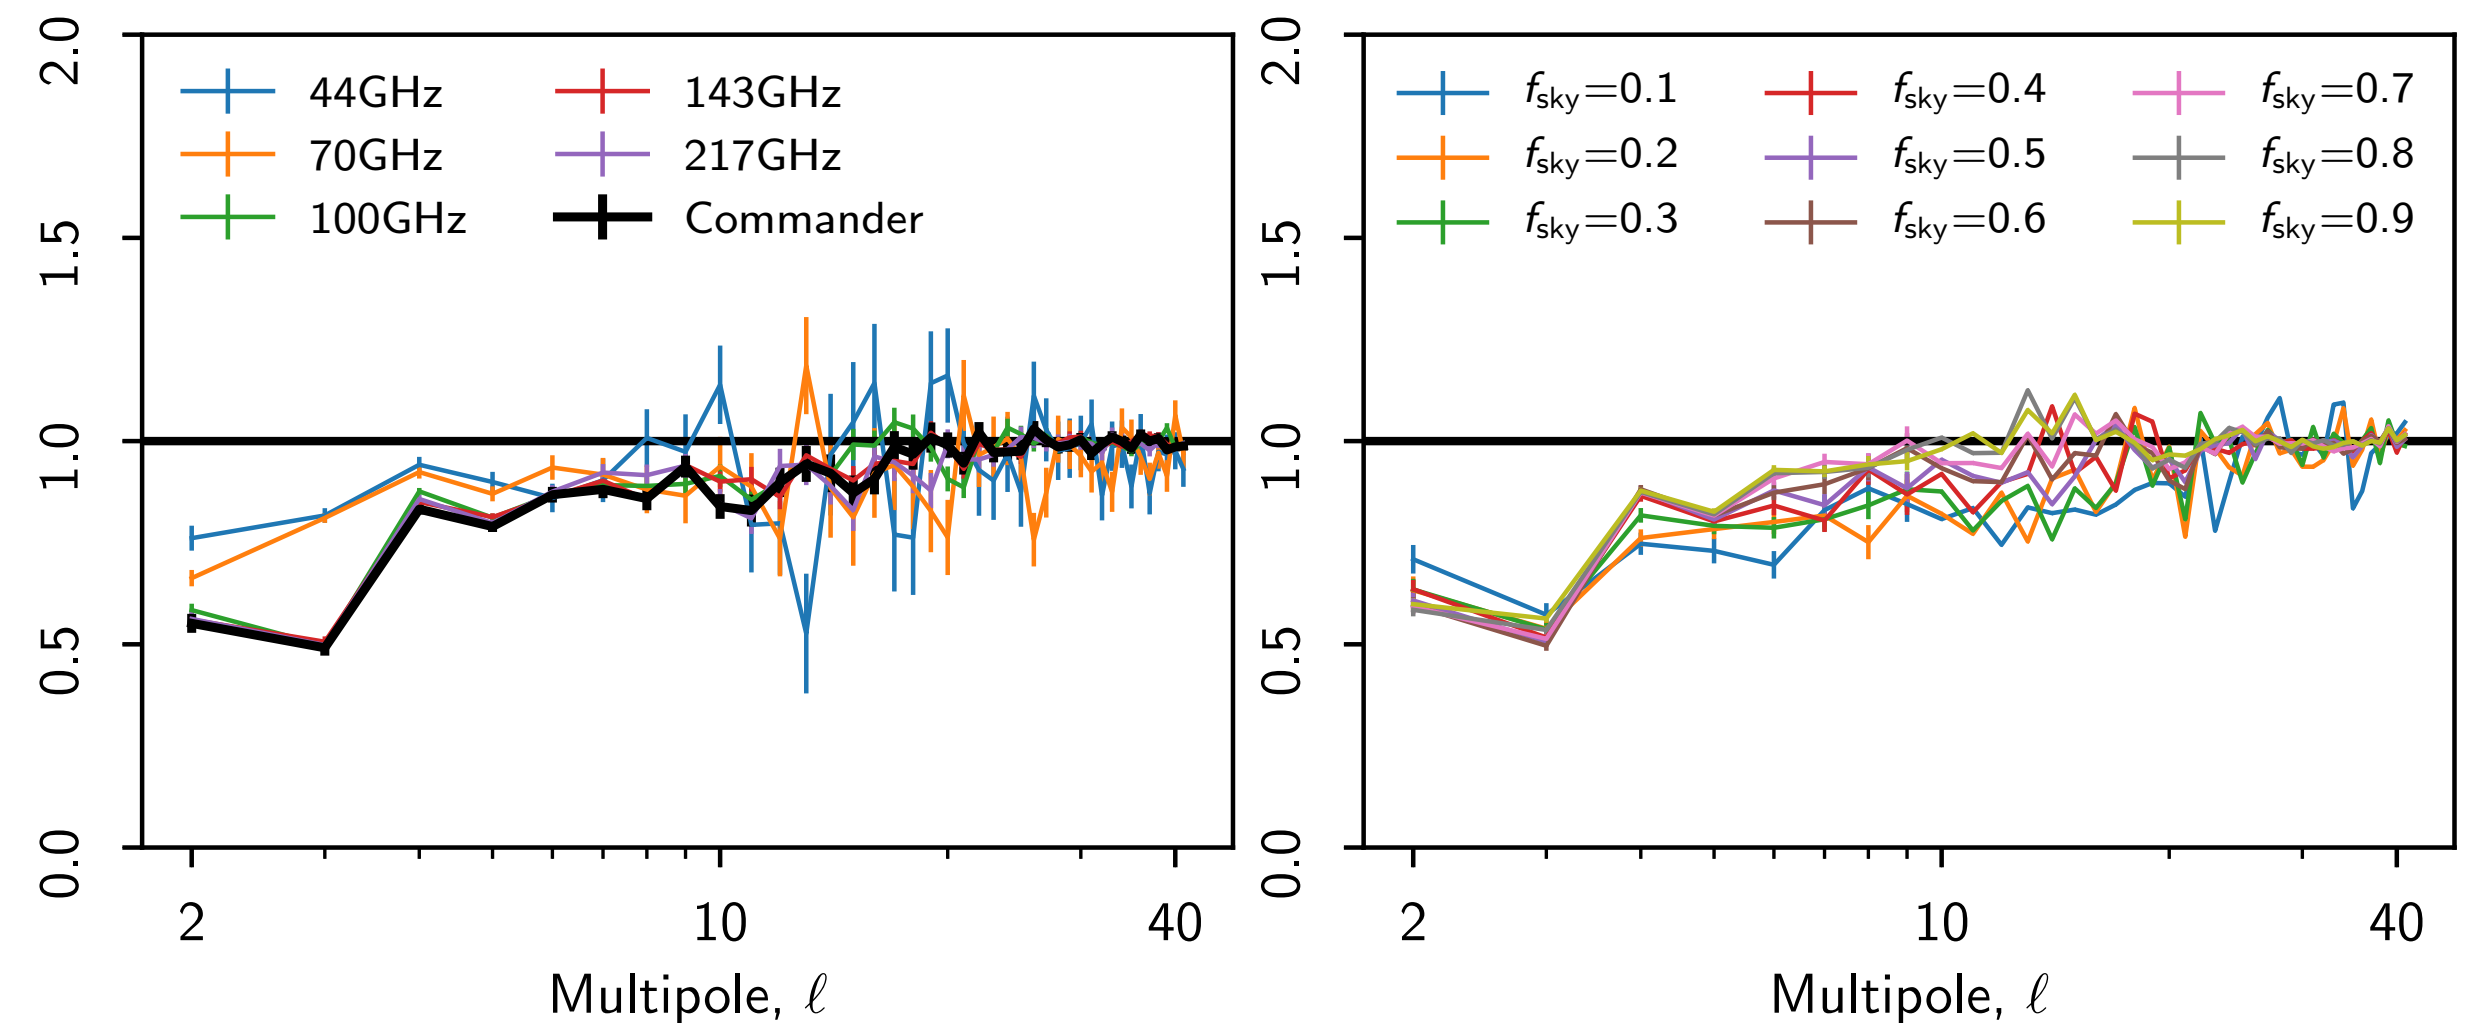 2.0
1.5
1.0
0.5
0.0
44GHz
70GHz
100GHz
143GHz
217GHz
Commander
2
10
40
Multipole, ℓ
2.0
1.5
1.0
0.5
0.0
fsky=0.1
fsky=0.2
fsky=0.3
fsky=0.4
fsky=0.5
fsky=0.6
fsky=0.7
fsky=0.8
fsky=0.9
2
10
40
Multipole, ℓ